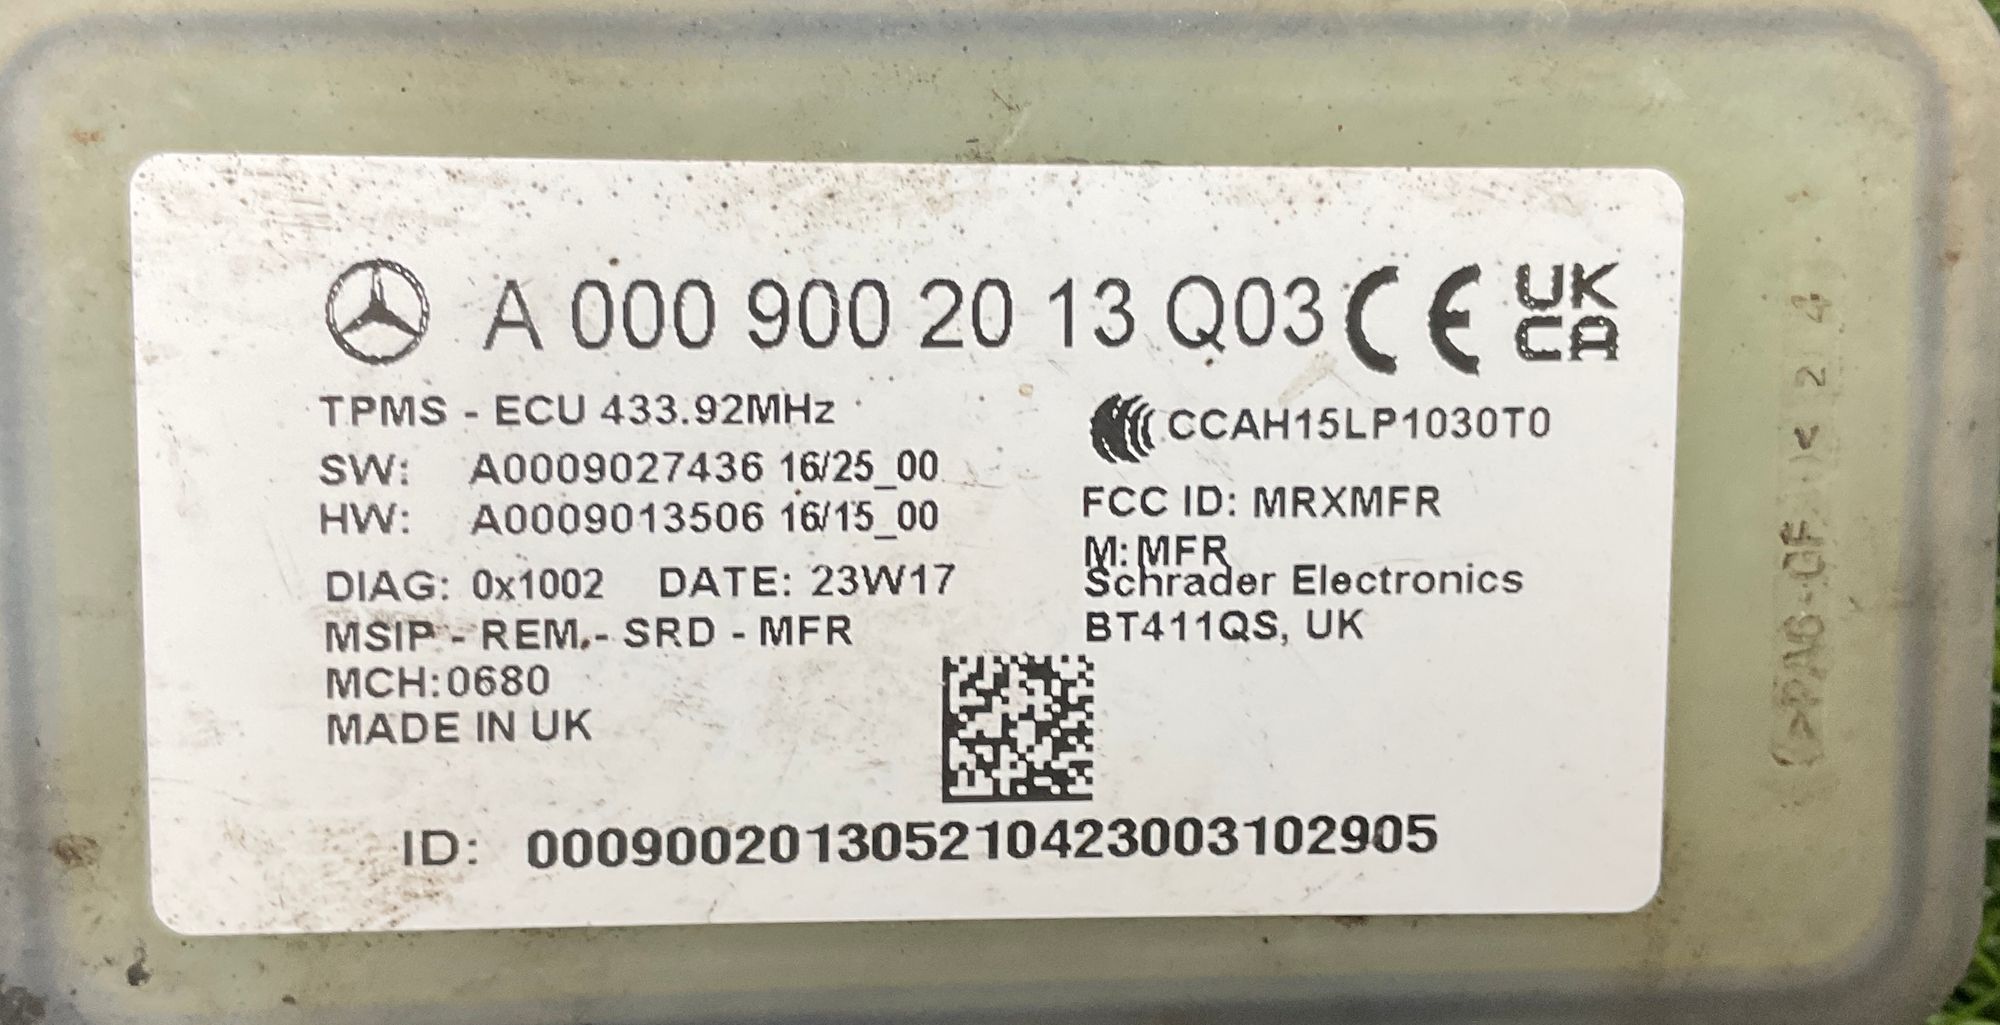 A 000 900 20 13 Q03 CE UK CA
TPMS - ECU 433.92MHz
SW: A0009027436 16/25_00
HW: A0009013506 16/15_00
DIAG: 0x1002 DATE: 23W17
MSIP - REM.- SRD - MFR
MCH:0680
MADE IN UK
CCAH15LP1030T0
FCC ID: MRXMFR
M: MFR
Schrader Electronics
BT411QS, UK
ID: 000900201305210423003102905